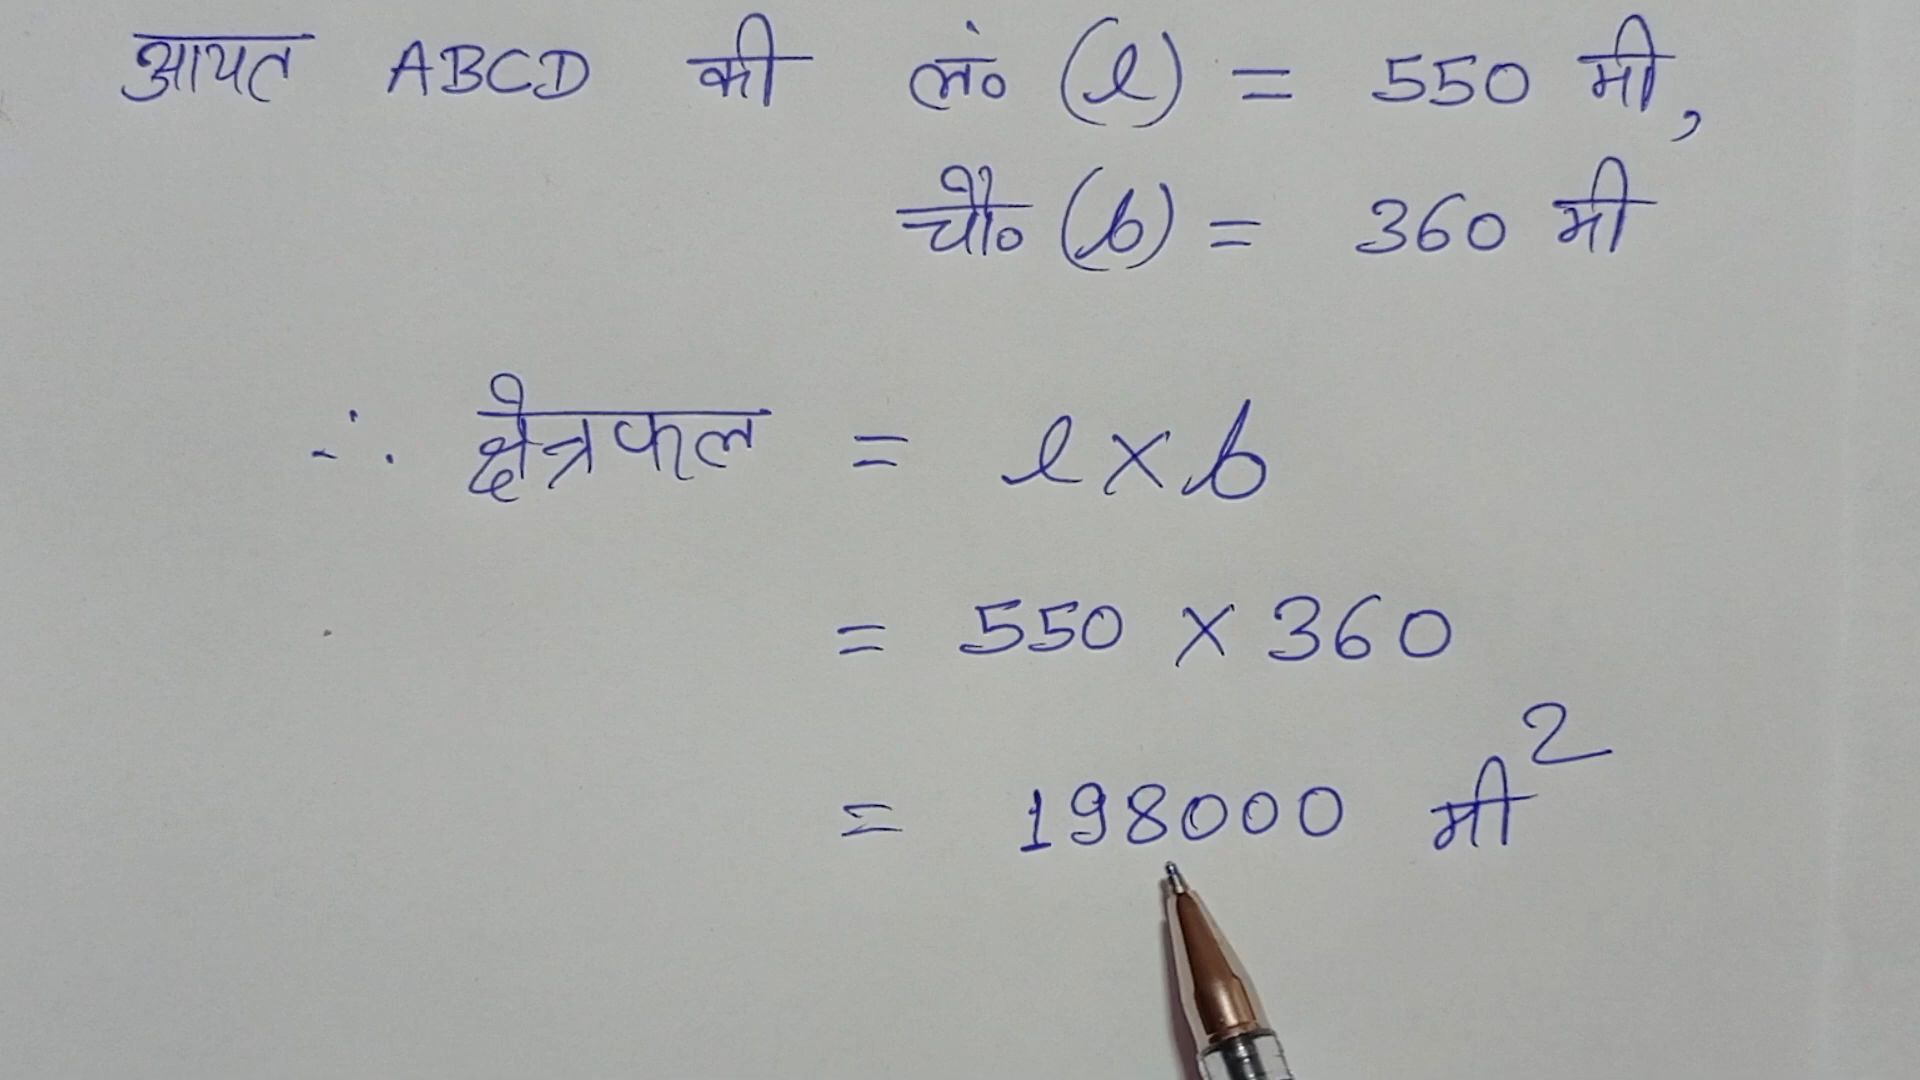 आयत ABCD की लं० (l) = 550 मी,
चौ० (b) = 360 मी
∴ क्षेत्रफल = l × b
= 550 × 360
= 198000 मी²